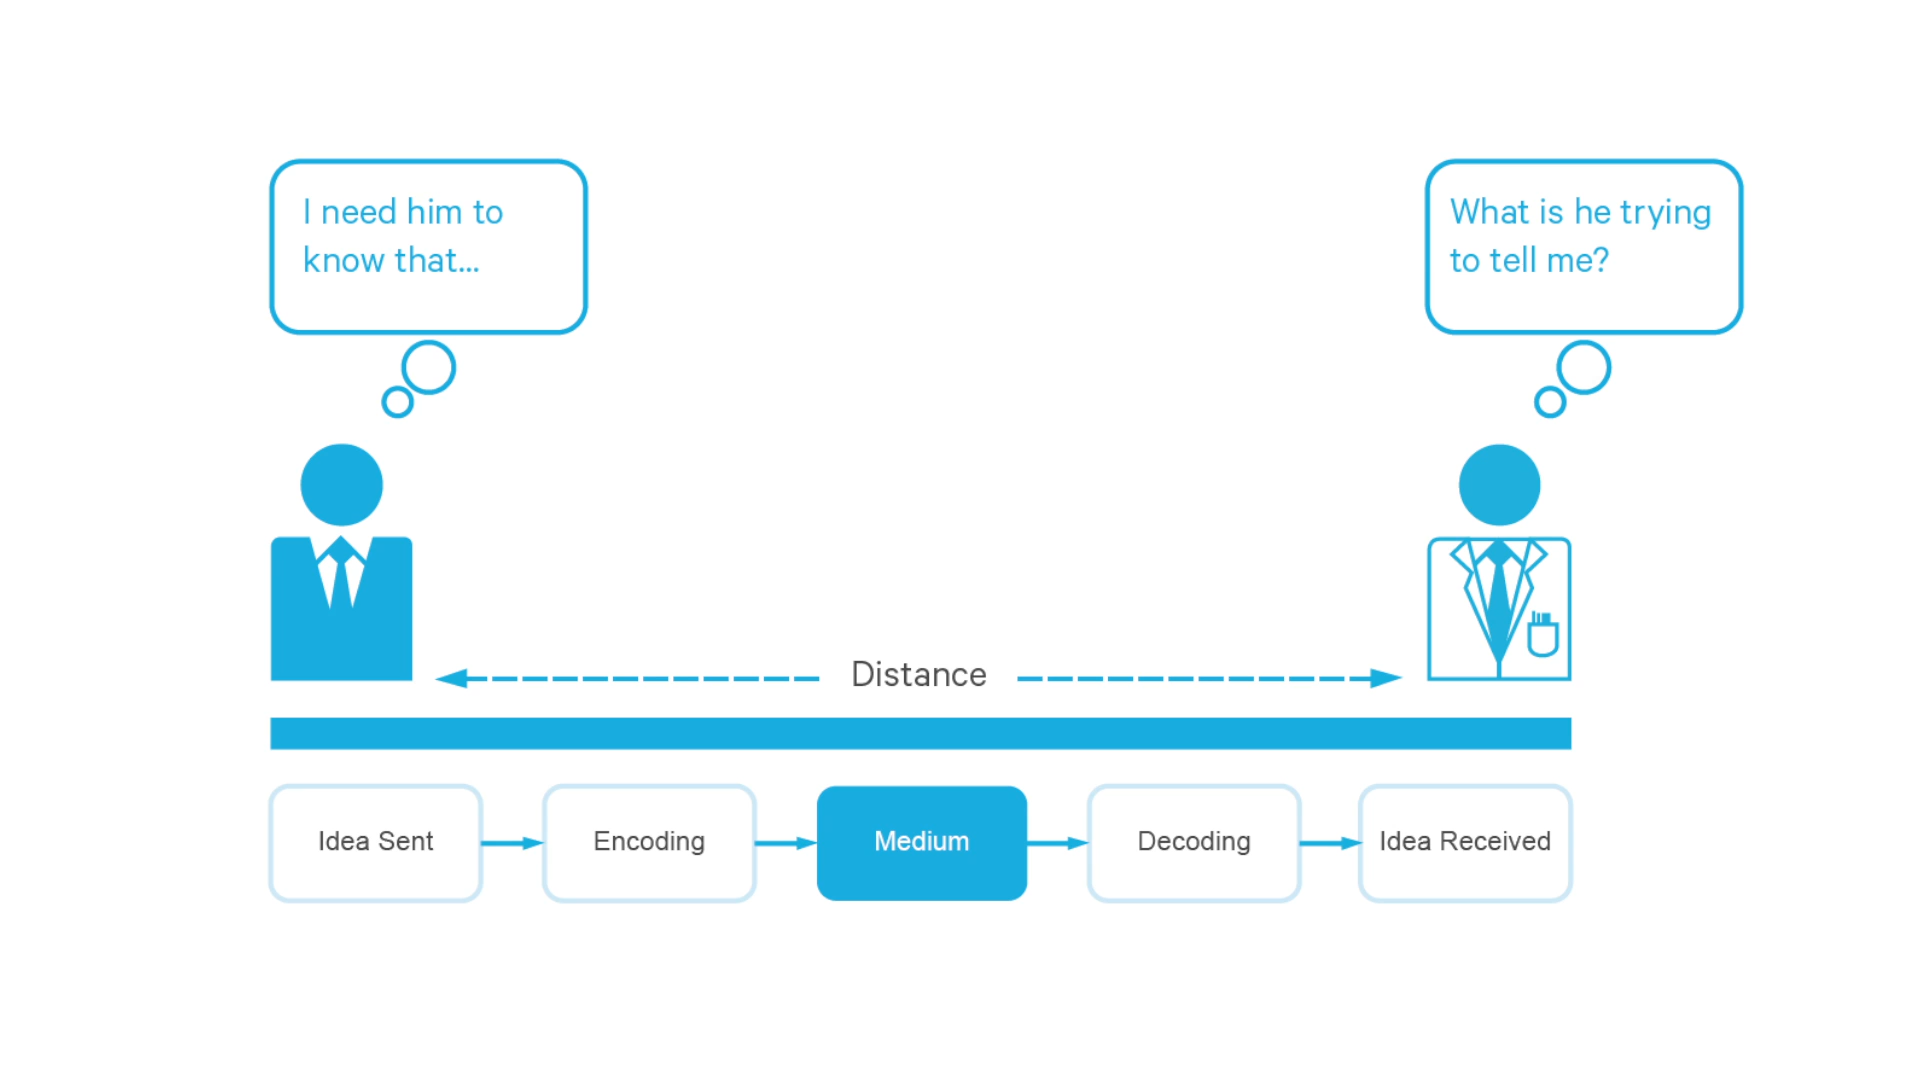 I need him to
know that...
What is he trying
to tell me?
Distance
Idea Sent
Encoding
Medium
Decoding
Idea Received